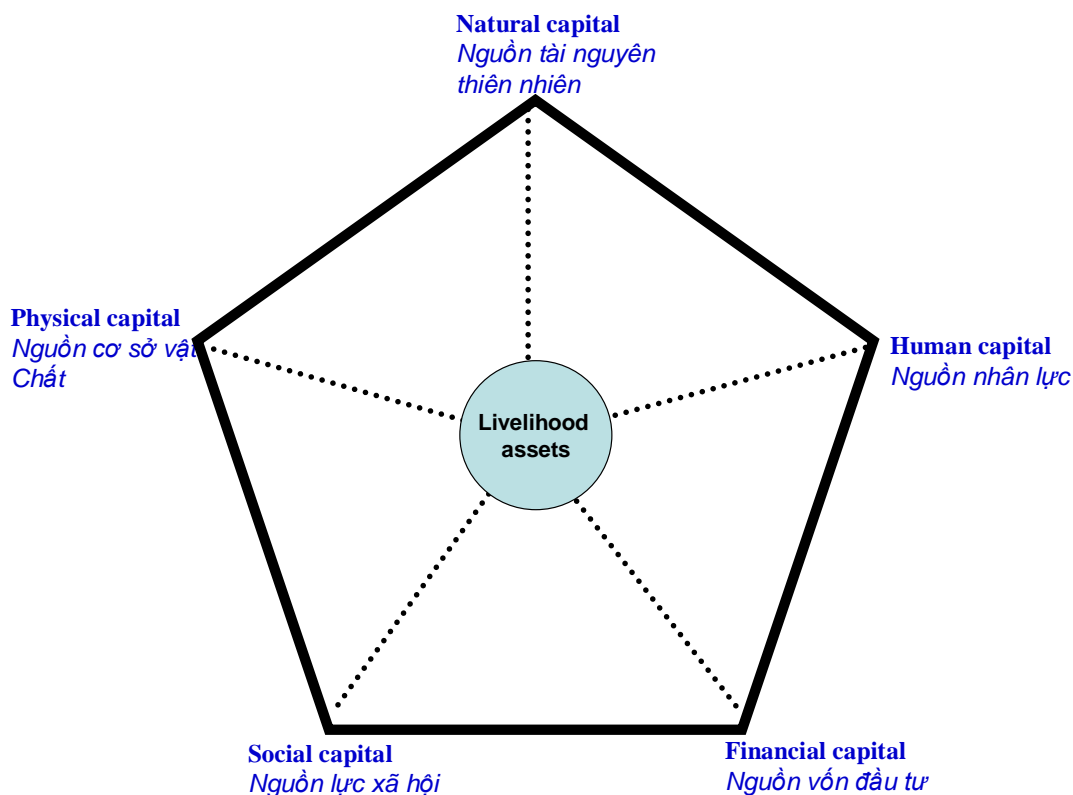 Natural capital
Nguồn tài nguyên
thiên nhiên
Physical capital
Nguồn cơ sở vật
Chất
Human capital
Nguồn nhân lực
Livelihood
assets
Social capital
Nguồn lực xã hội
Financial capital
Nguồn vốn đầu tư